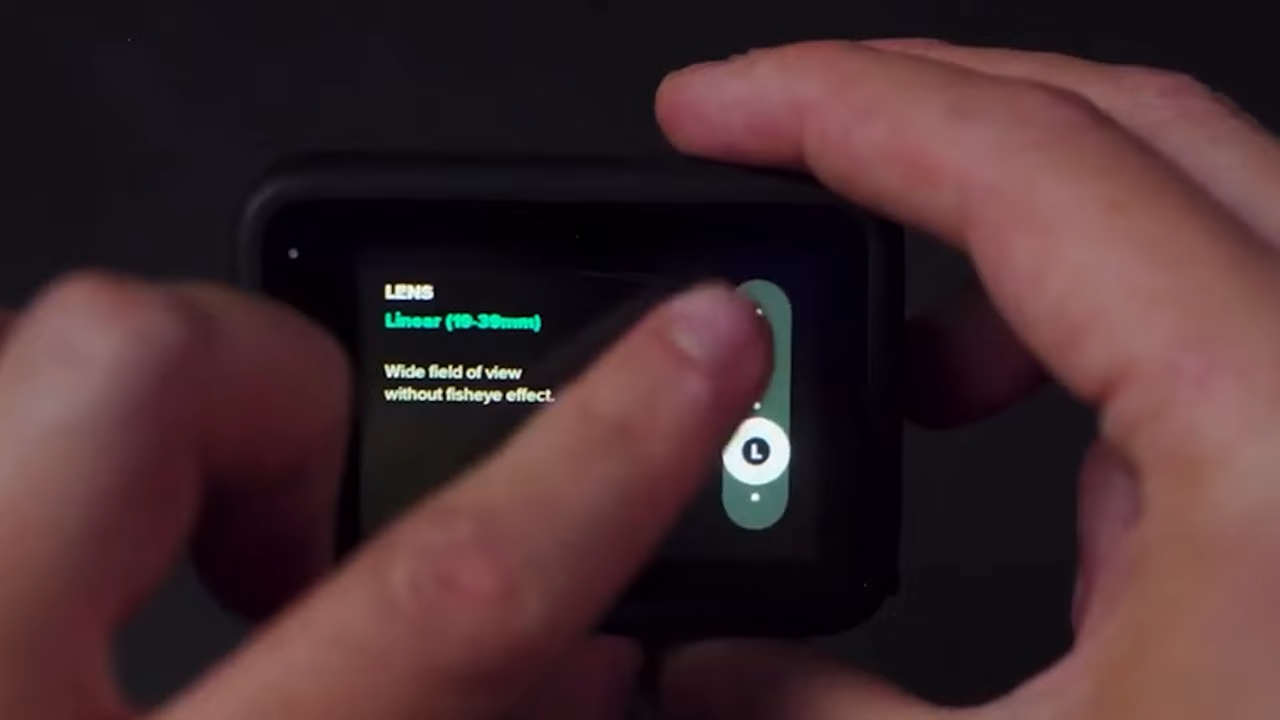 LENS
Linear (19-39mm)
Wide field of view
without fisheye effect.
L